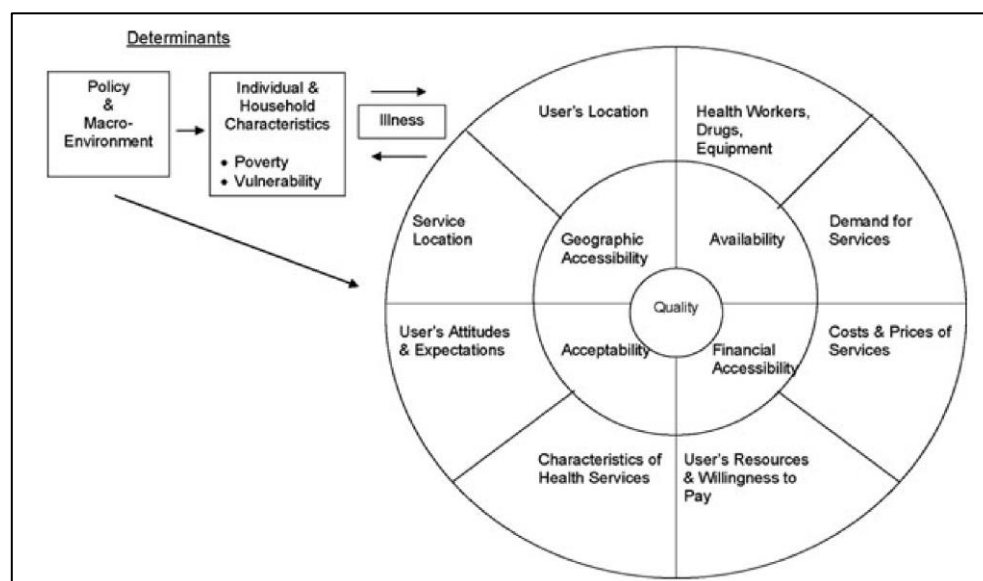 Determinants
Policy
&
Macro-
Environment
Individual &
Household
Characteristics
• Poverty
• Vulnerability
Illness
User's Location
Health Workers,
Drugs,
Equipment
Service
Location
Geographic
Accessibility
Availability
Demand for
Services
Quality
User's Attitudes
& Expectations
Acceptability
Financial
Accessibility
Costs & Prices of
Services
Characteristics of
Health Services
User's Resources
& Willingness to
Pay